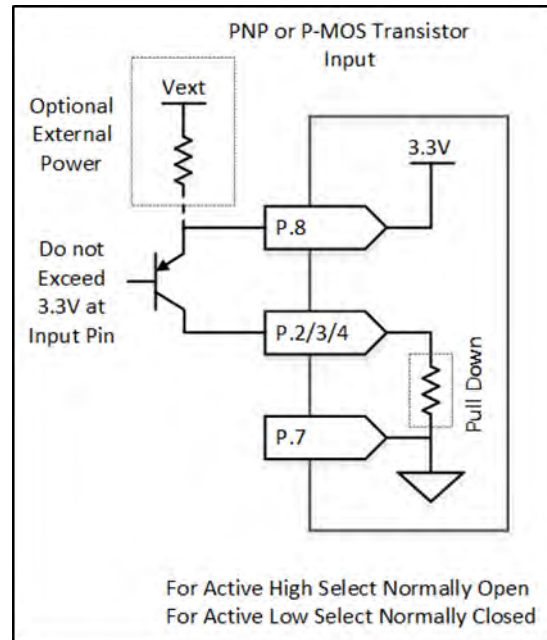 PNP or P-MOS Transistor
Input
Vext
Optional
External
Power
3.3V
P.8
Do not
Exceed
3.3V at
Input Pin
P.2/3/4
Pull Down
P.7
For Active High Select Normally Open
For Active Low Select Normally Closed